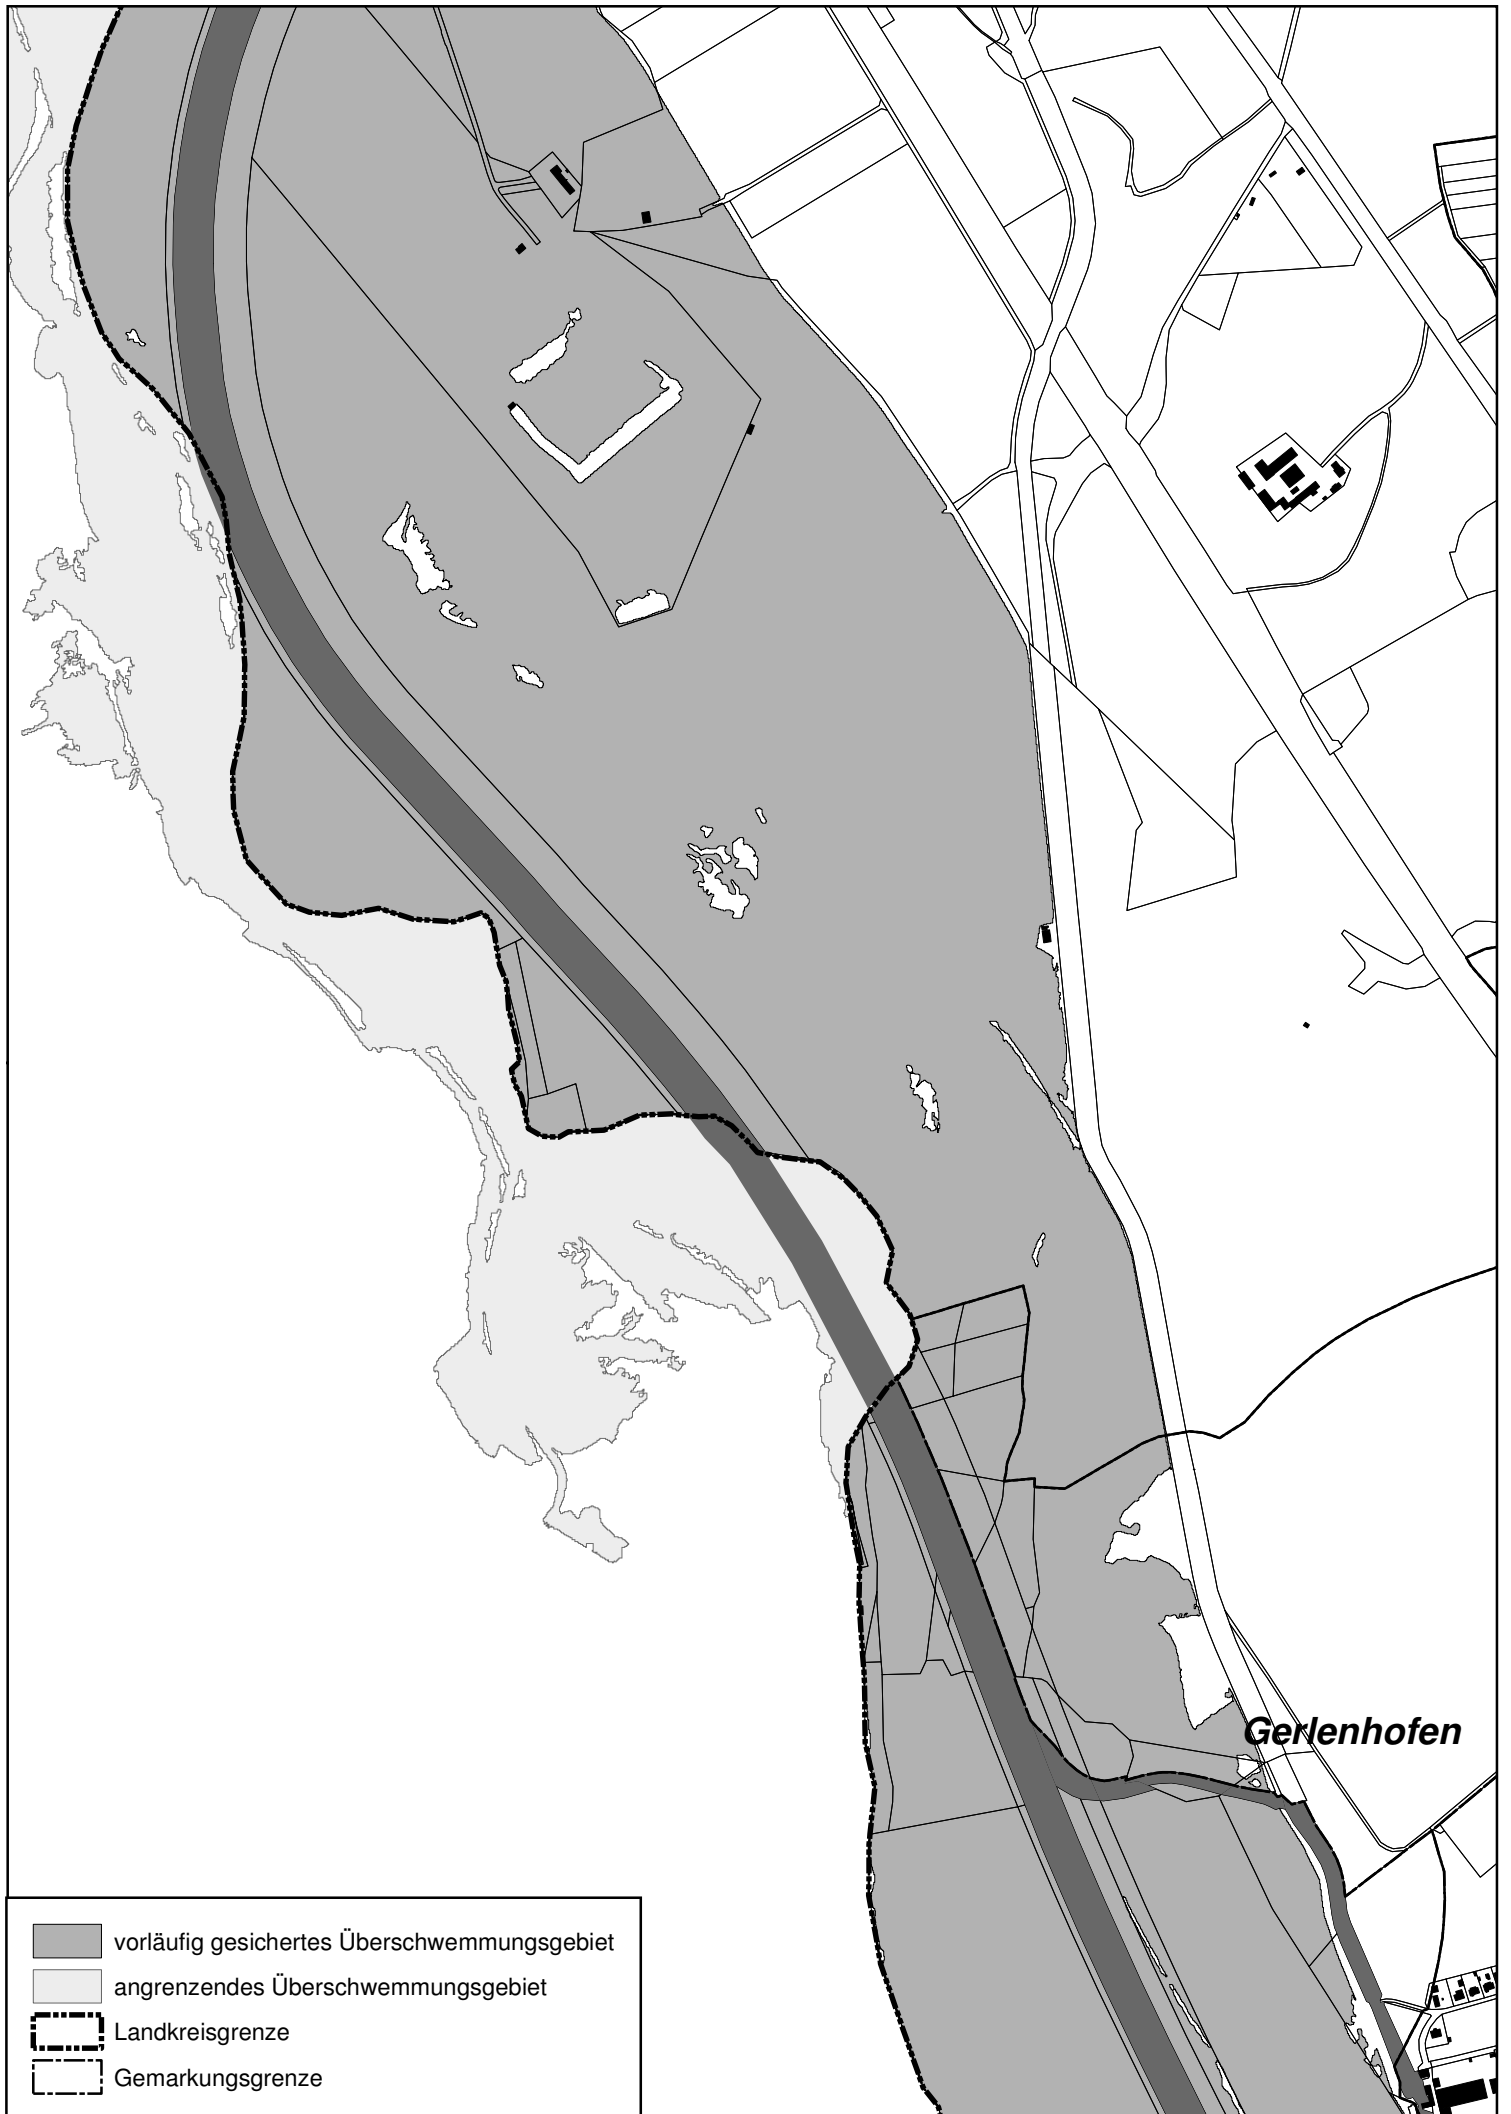 Gerlenhofen
vorläufig gesichertes Überschwemmungsgebiet
angrenzendes Überschwemmungsgebiet
Landkreisgrenze
Gemarkungsgrenze